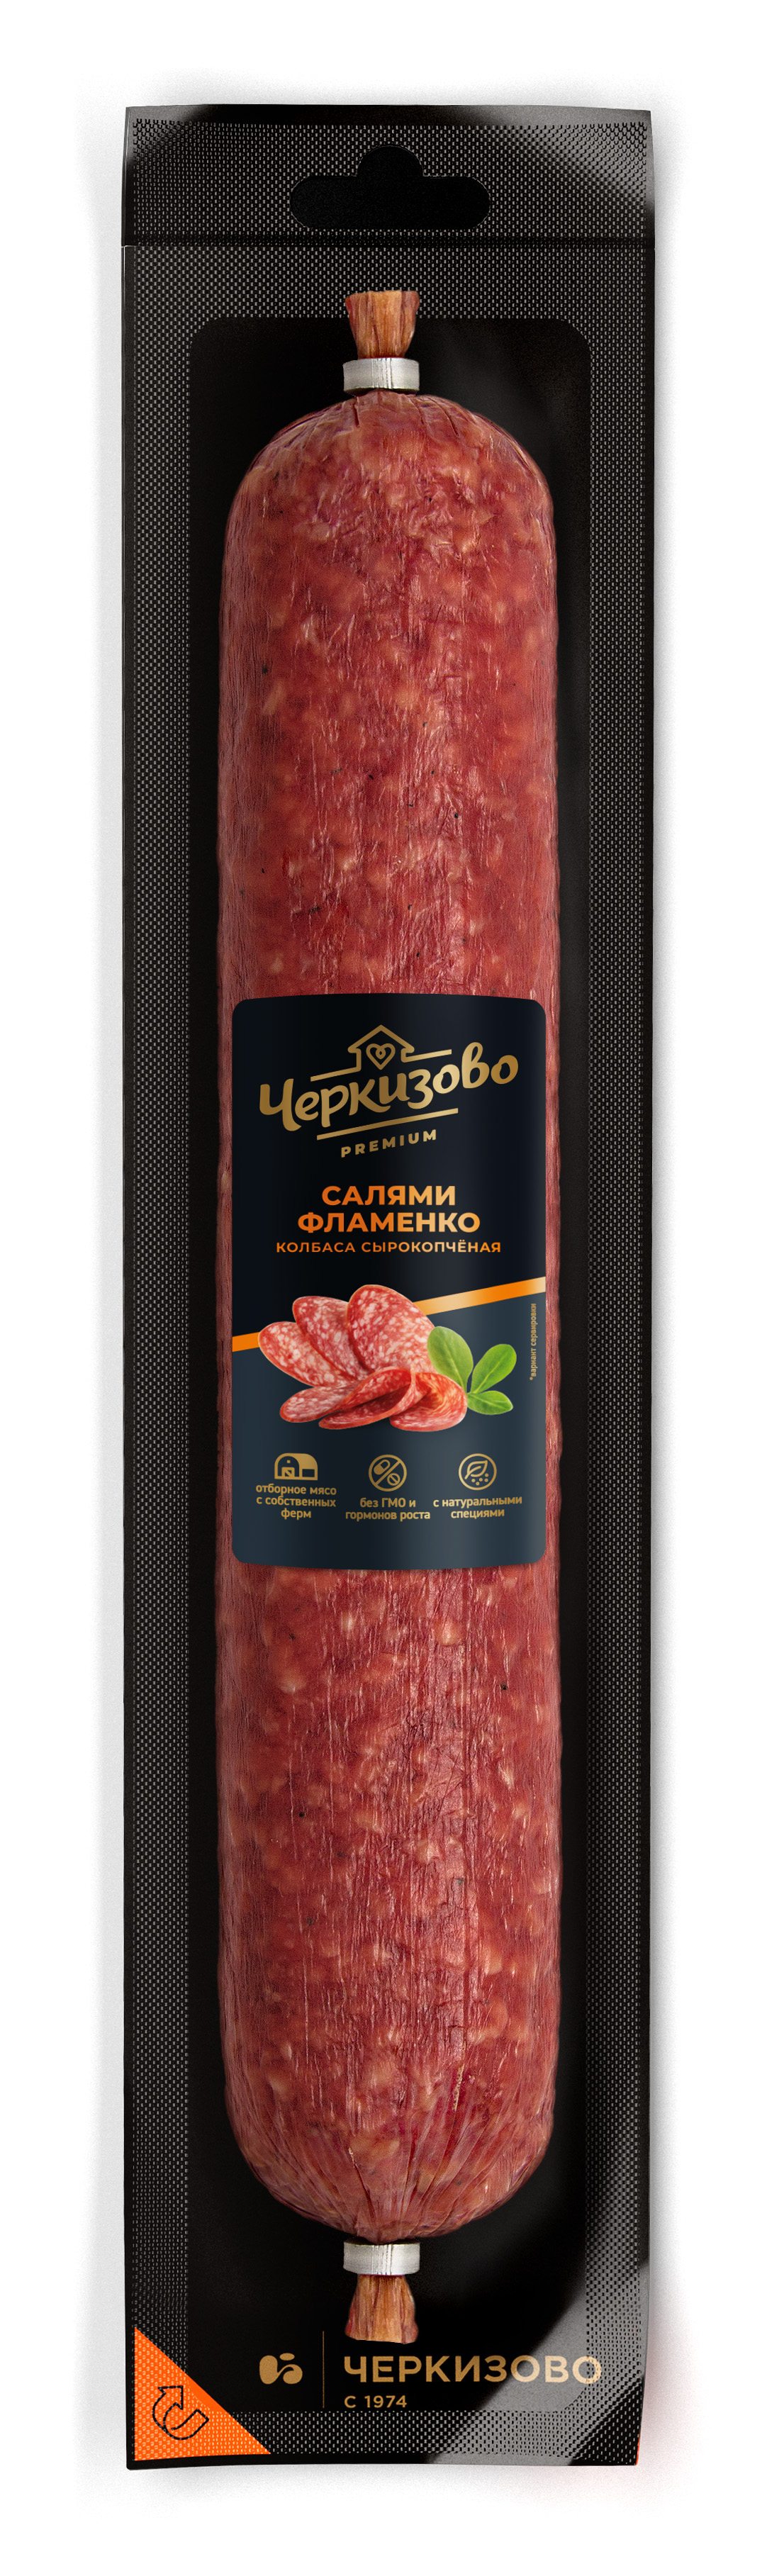 Черкизово
PREMIUM
САЛЯМИ
ФЛАМЕНКО
КОЛБАСА СЫРОКОПЧЁНАЯ
*вариант сервировки
отборное мясо
с собственных
ферм
без ГМО и
гормонов роста
с натуральными
специями
ЧЕРКИЗОВО
С 1974